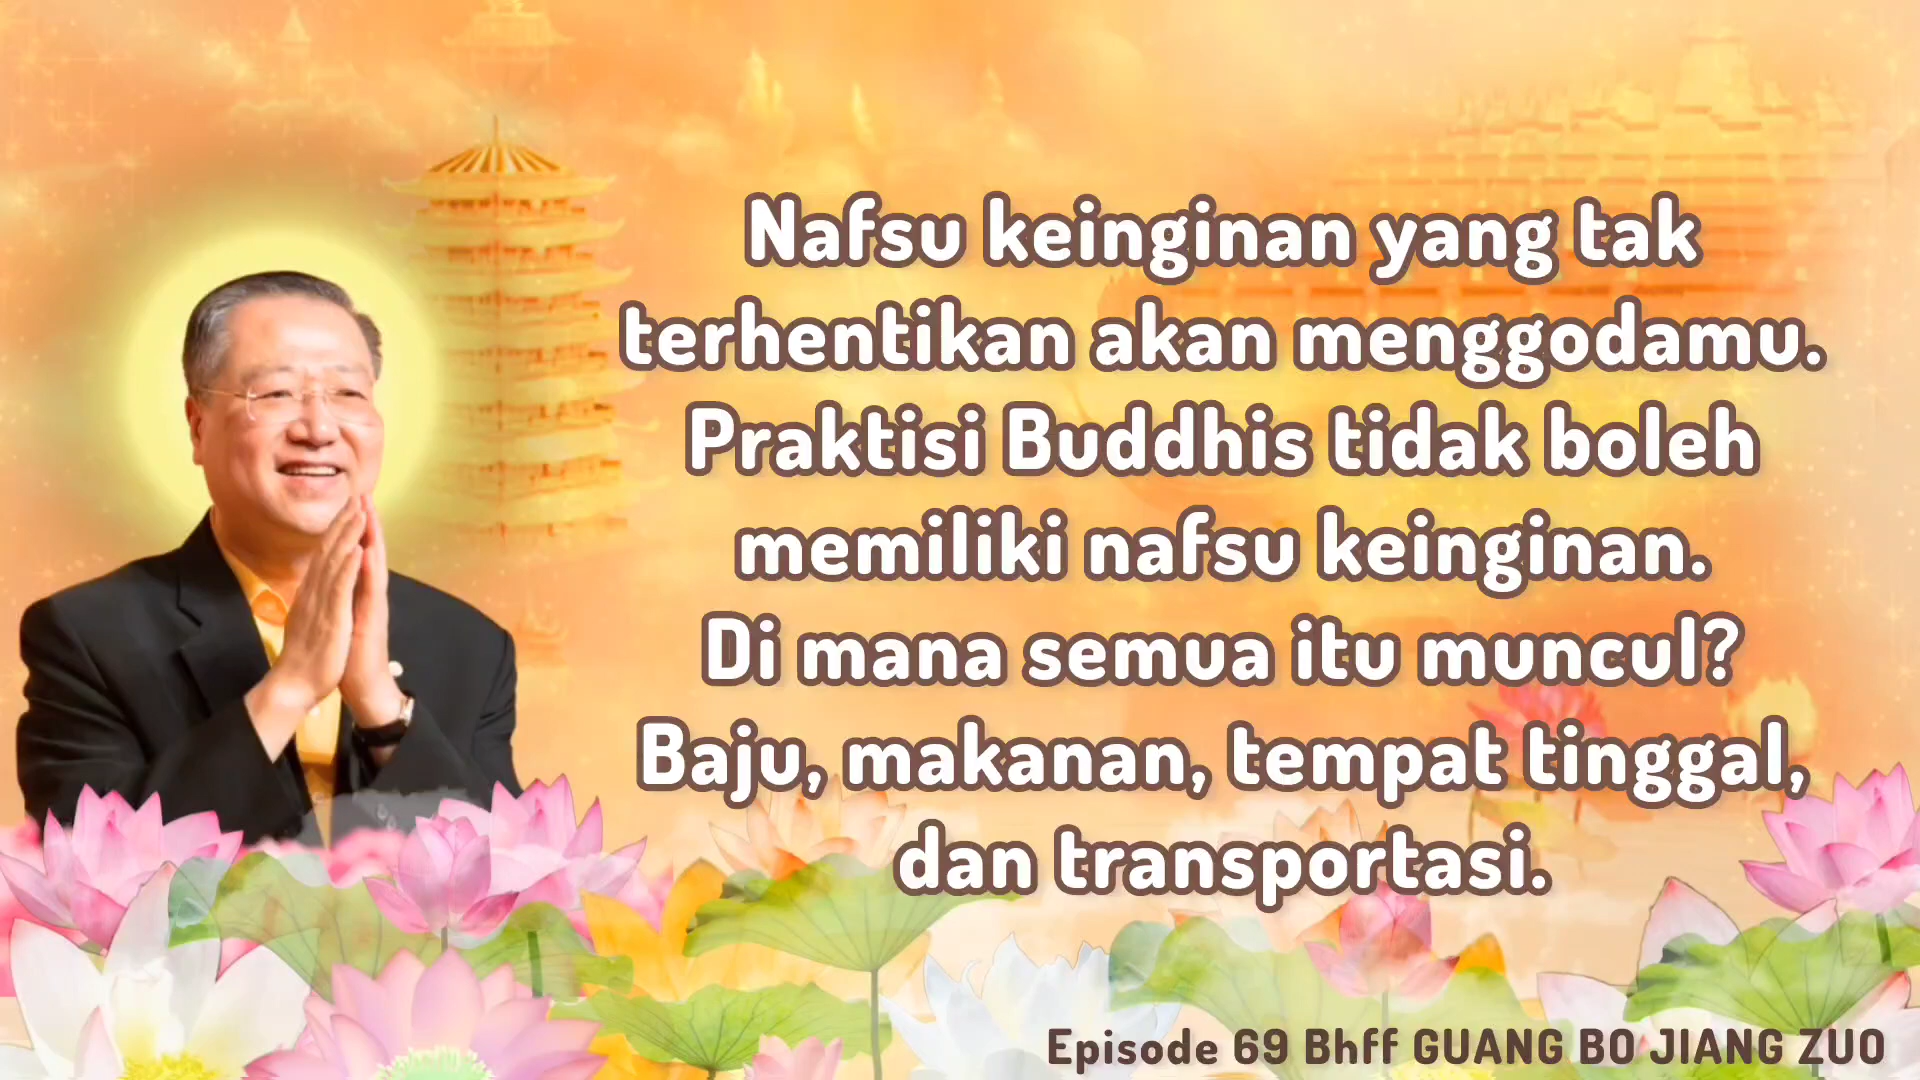 Nafsu keinginan yang tak
terhentikan akan menggodamu.
Praktisi Buddhis tidak boleh
memiliki nafsu keinginan.
Di mana semua itu muncul?
Baju, makanan, tempat tinggal,
dan transportasi.
Episode 69 Bhff GUANG BO JIANG ZUO